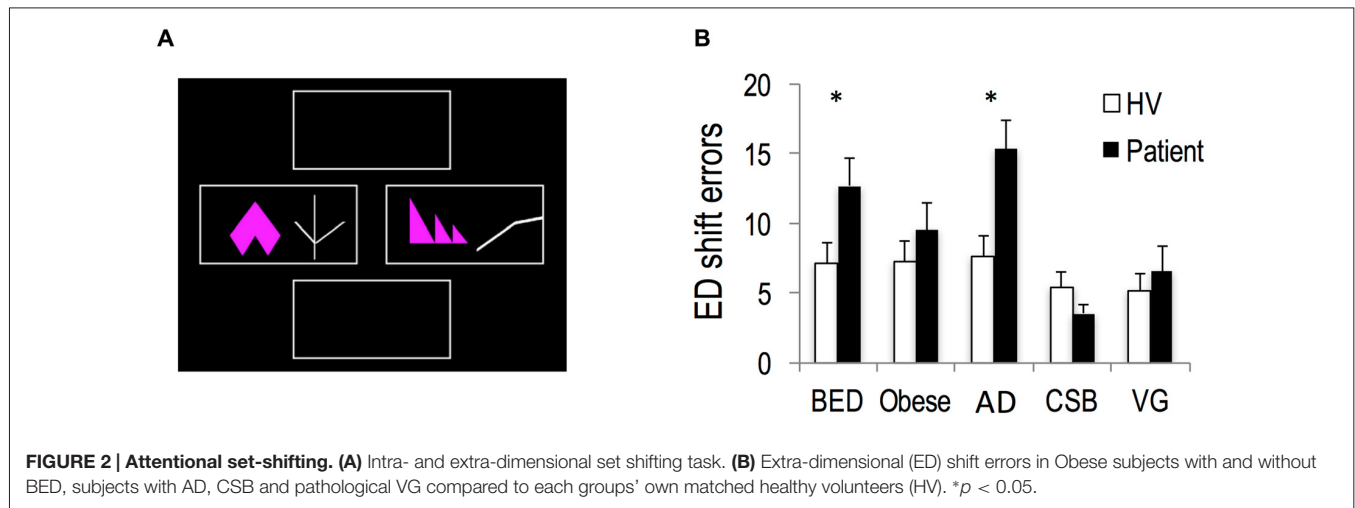 A
B
20
15
10
5
0
ED shift errors
*
*
HV
Patient
BED Obese AD CSB VG
FIGURE 2 | Attentional set-shifting. (A) Intra- and extra-dimensional set shifting task. (B) Extra-dimensional (ED) shift errors in Obese subjects with and without
BED, subjects with AD, CSB and pathological VG compared to each groups' own matched healthy volunteers (HV). *p < 0.05.